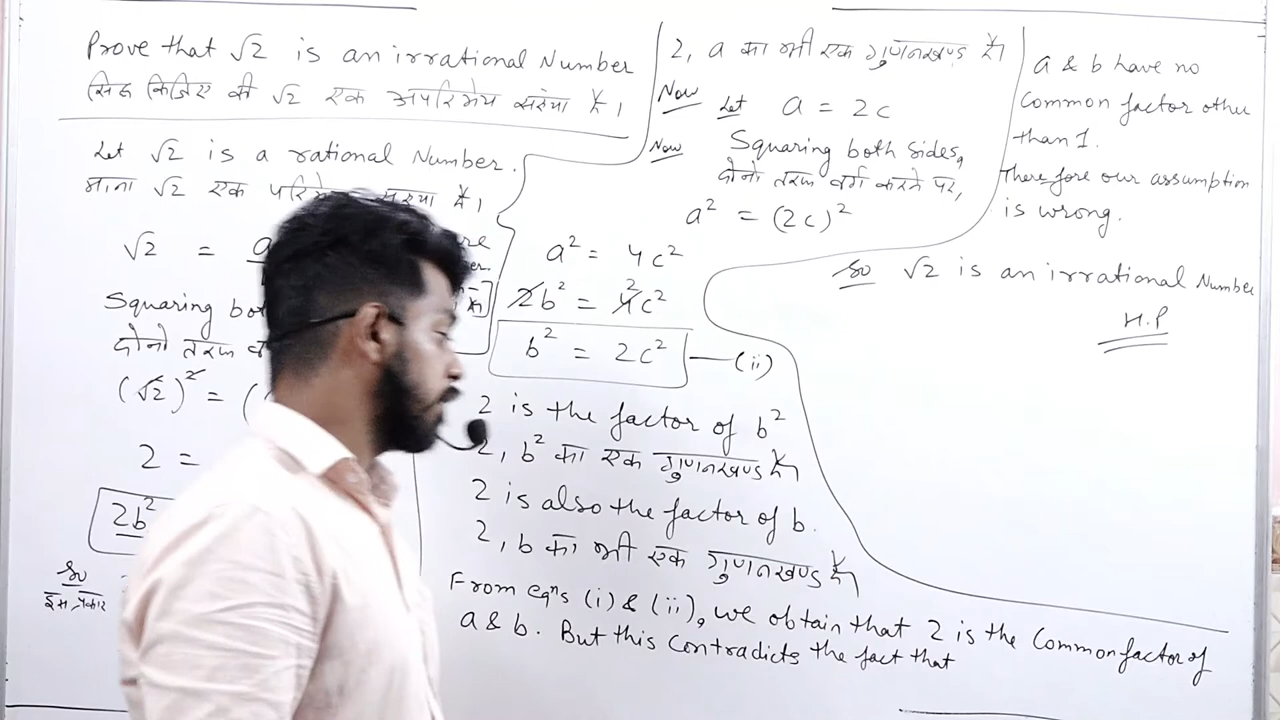 Prove that √2 is an irrational Number
सिद्ध किजिए की √2 एक अपरिमेय संख्या है।
Let √2 is a rational Number.
माना √2 एक परिमेय संख्या है।
√2 = a
Squaring bo
दोनो तरफ व
(√2)² = (
2 =
2b²
So
इस प्रकार
2, a का भी एक गुणनखण्ड है।
Now Let a = 2c
Now Squaring both sides,
दोनो तरफ वर्ग करने पर,
a² = (2c)²
a² = 4c²
2b² = 4c² 2
b² = 2c² — (ii)
2 is the factor of b²
2, b² का एक गुणनखण्ड है।
2 is also the factor of b.
2, b का भी एक गुणनखण्ड है।
From eqns (i) & (ii), we obtain that 2 is the Common factor of
a & b. But this Contradicts the fact that
a & b have no
Common factor other
than 1.
Therefore our assumption
is wrong.
So √2 is an irrational Number
H.P